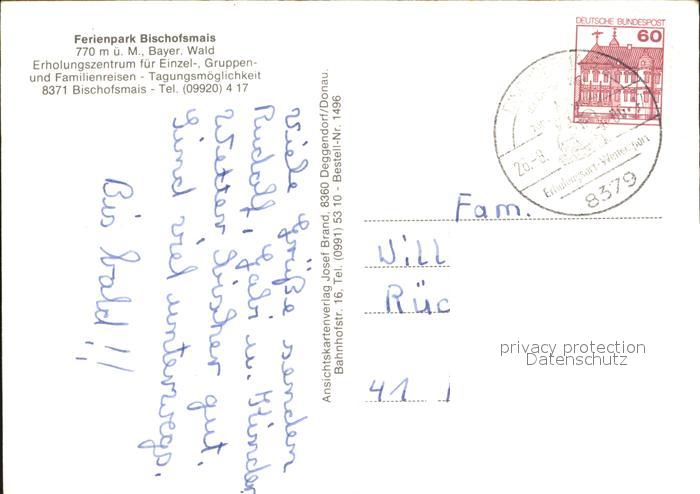 Ferienpark Bischofsmais
770 m ü. M., Bayer. Wald
Erholungszentrum für Einzel-, Gruppen-
und Familienreisen - Tagungsmöglichkeit
8371 Bischofsmais - Tel. (09920) 4 17
Viele Grüße senden
Rudolf, Gabi u. Kinder
Wetter bisher gut.
Sind viel unterwegs.
Bis bald!!
Ansichtskartenverlag Josef Brand, 8360 Deggendorf/Donau.
Bahnhofstr. 16, Tel. (0991) 53 10 - Bestell-Nr. 1496
DEUTSCHE BUNDESPOST
60
26.-8.
Erholungsort-Wintersport
8379
Fam.
Will
Rüc
41
privacy protection
Datenschutz